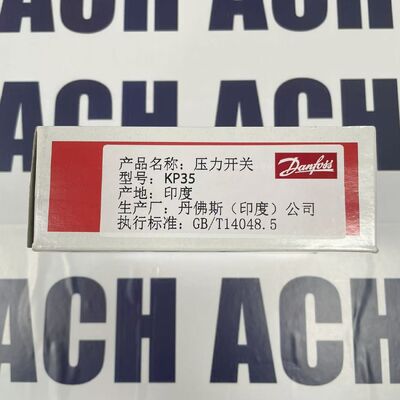 ACH ACH
ACH
产品名称：压力开关
型号：KP35
产地：印度
生产厂：丹佛斯（印度）公司
执行标准：GB/T14048.5
Danfoss
ACH ACH
ACH ACH